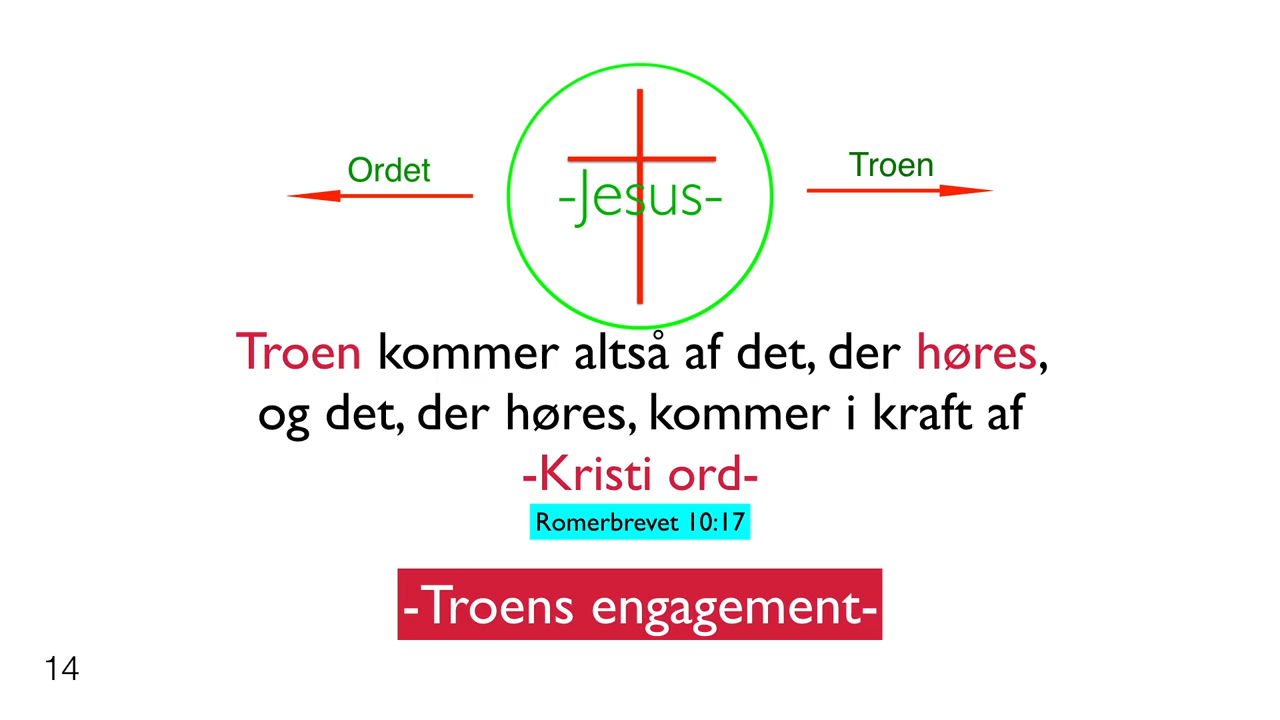 Ordet
Troen
-Jesus-
Troen kommer altså af det, der høres,
og det, der høres, kommer i kraft af
-Kristi ord-
Romerbrevet 10:17
-Troens engagement-
14